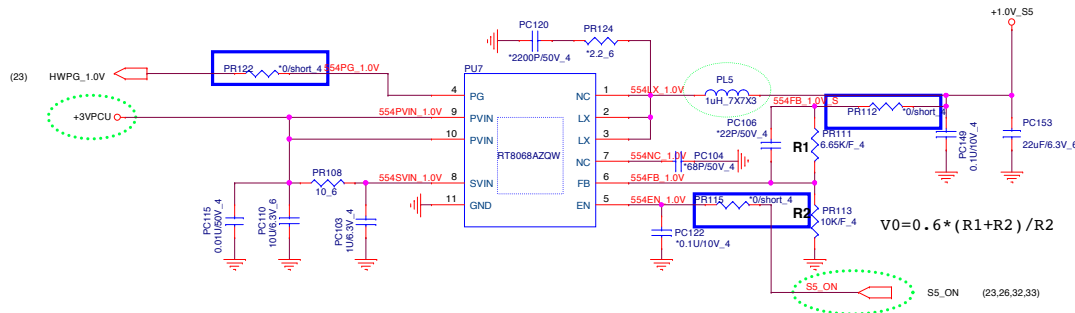 +1.0V_S5
PC120
PR124
*2200P/50V_4
*2.2_6
(23)
HWPG_1.0V
PR122
*0/short_4
554PG_1.0V
PU7
PL5
4
PG
NC
1
554LX_1.0V
1uH_7X7X3
554FB_1.0V_S
*0/short_4
PR112
+3VPCU
554PVIN_1.0V
9
PVIN
LX
2
PC106
*22P/50V_4
R1
PR111
6.65K/F_4
PC149
0.1U/10V_4
PC153
22uF/6.3V_6
10
PVIN
LX
3
RT8068AZQW
NC
7
554NC_1.0V
PC104
*68P/50V_4
PR108
10_6
554SVIN_1.0V
8
SVIN
FB
6
554FB_1.0V
11
GND
EN
5
554EN_1.0V
PR115
*0/short_4
R2
PR113
10K/F_4
V0=0.6*(R1+R2)/R2
PC115
0.01U/50V_4
PC110
10U/6.3V_6
PC103
1U/6.3V_4
PC122
*0.1U/10V_4
S5_ON
S5_ON
(23,26,32,33)